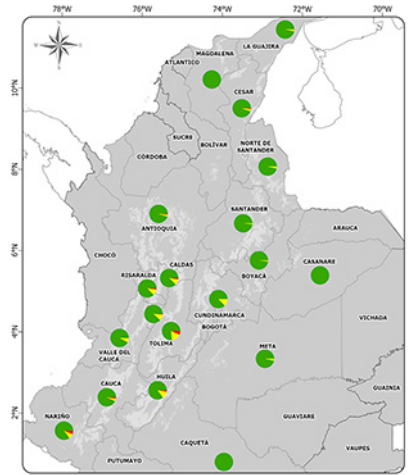 78°W 76°W 74°W 72°W 70°W
N
W E
S
LA GUAJIRA
MAGDALENA
ATLANTICO
10°N
CESAR
SUCRE
BOLÍVAR
NORTE DE
SANTANDER
CÓRDOBA
8°N
SANTANDER
ANTIOQUIA
ARAUCA
6°N
CHOCÓ
CALDAS
BOYACÁ
CASANARE
RISARALDA
CUNDINAMARCA
VICHADA
BOGOTÁ
4°N
TOLIMA
VALLE DEL
CAUCA
META
HUILA
CAUCA
GUAINIA
2°N
NARIÑO
GUAVIARE
CAQUETÁ
VAUPES
PUTUMAYO